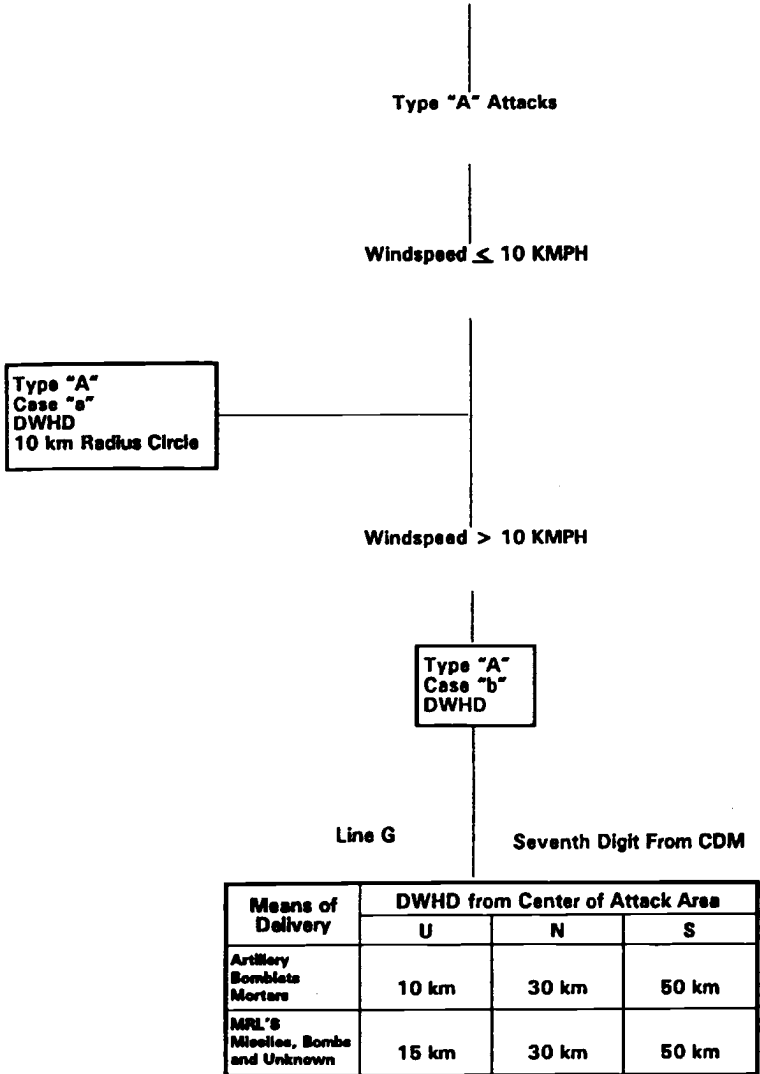 Type "A" Attacks
Windspeed ≤ 10 KMPH
Type "A"
Case "a"
DWHD
10 km Radius Circle
Windspeed > 10 KMPH
Type "A"
Case "b"
DWHD
Line G
Seventh Digit From CDM
Means of Delivery
DWHD from Center of Attack Area
U N S
Artillery
Bomblets
Mortars
10 km 30 km 50 km
MRL'S
Missiles, Bombs
and Unknown
15 km 30 km 50 km